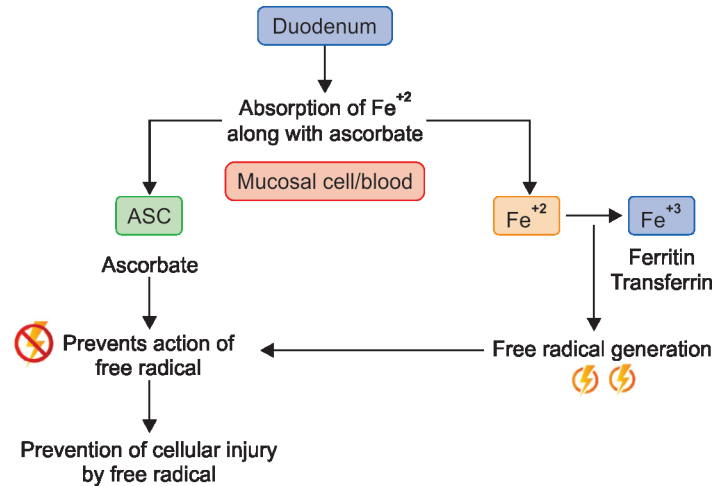 Duodenum
Absorption of Fe⁺²
along with ascorbate
Mucosal cell/blood
ASC
Fe⁺²
Fe⁺³
Ascorbate
Ferritin
Transferrin
Prevents action of
free radical
Free radical generation
Prevention of cellular injury
by free radical